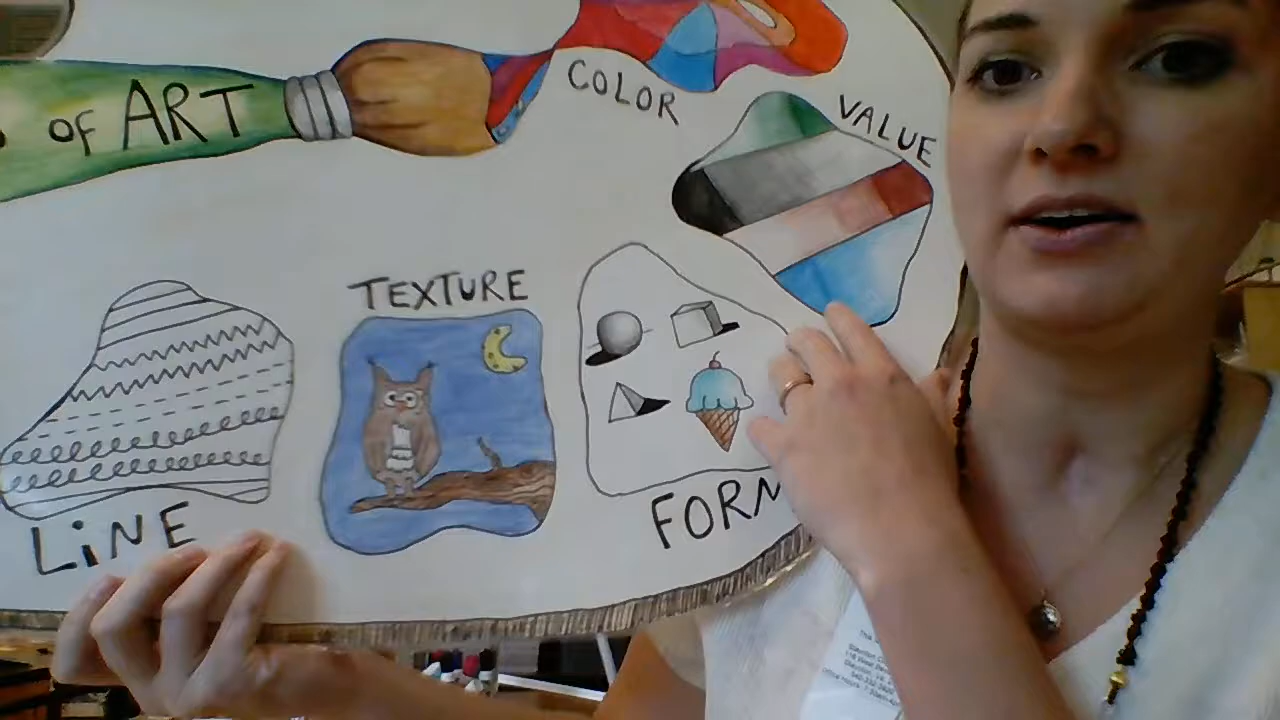 of ART
COLOR
VALUE
TEXTURE
LiNE
FORM